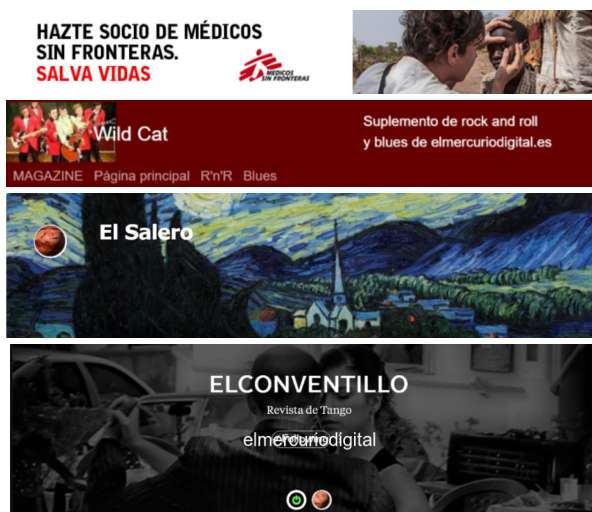 HAZTE SOCIO DE MÉDICOS
SIN FRONTERAS.
SALVA VIDAS
MEDICOS
SIN FRONTERAS
Wild Cat
Suplemento de rock and roll
y blues de elmercuriodigital.es
MAGAZINE Página principal R'n'R Blues
El Salero
ELCONVENTILLO
Revista de Tango
elmercuriodigital